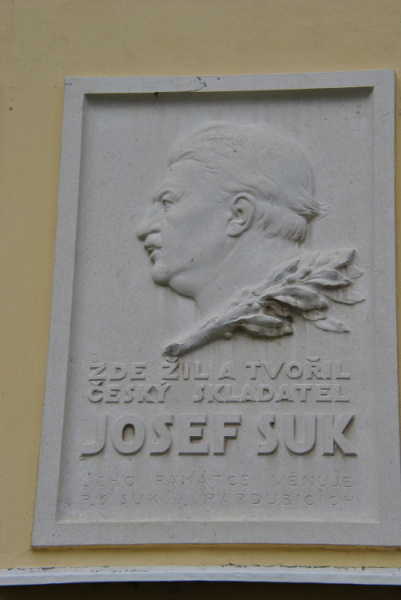 ZDE ŽIL A TVOŘIL
ČESKÝ SKLADATEL
JOSEF SUK
JEHO PAMÁTCE VĚNUJE
P.S. SUK V PARDUBICÍCH